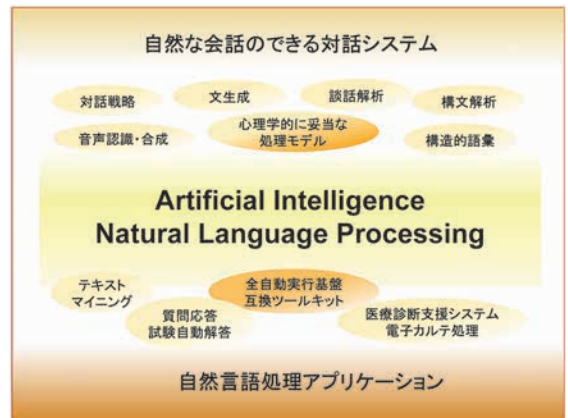 自然な会話のできる対話システム
対話戦略
文生成
談話解析
構文解析
音声認識・合成
心理学的に妥当な
処理モデル
構造的語彙
Artificial Intelligence
Natural Language Processing
テキスト
マイニング
質問応答
試験自動解答
全自動実行基盤
互換ツールキット
医療診断支援システム
電子カルテ処理
自然言語処理アプリケーション